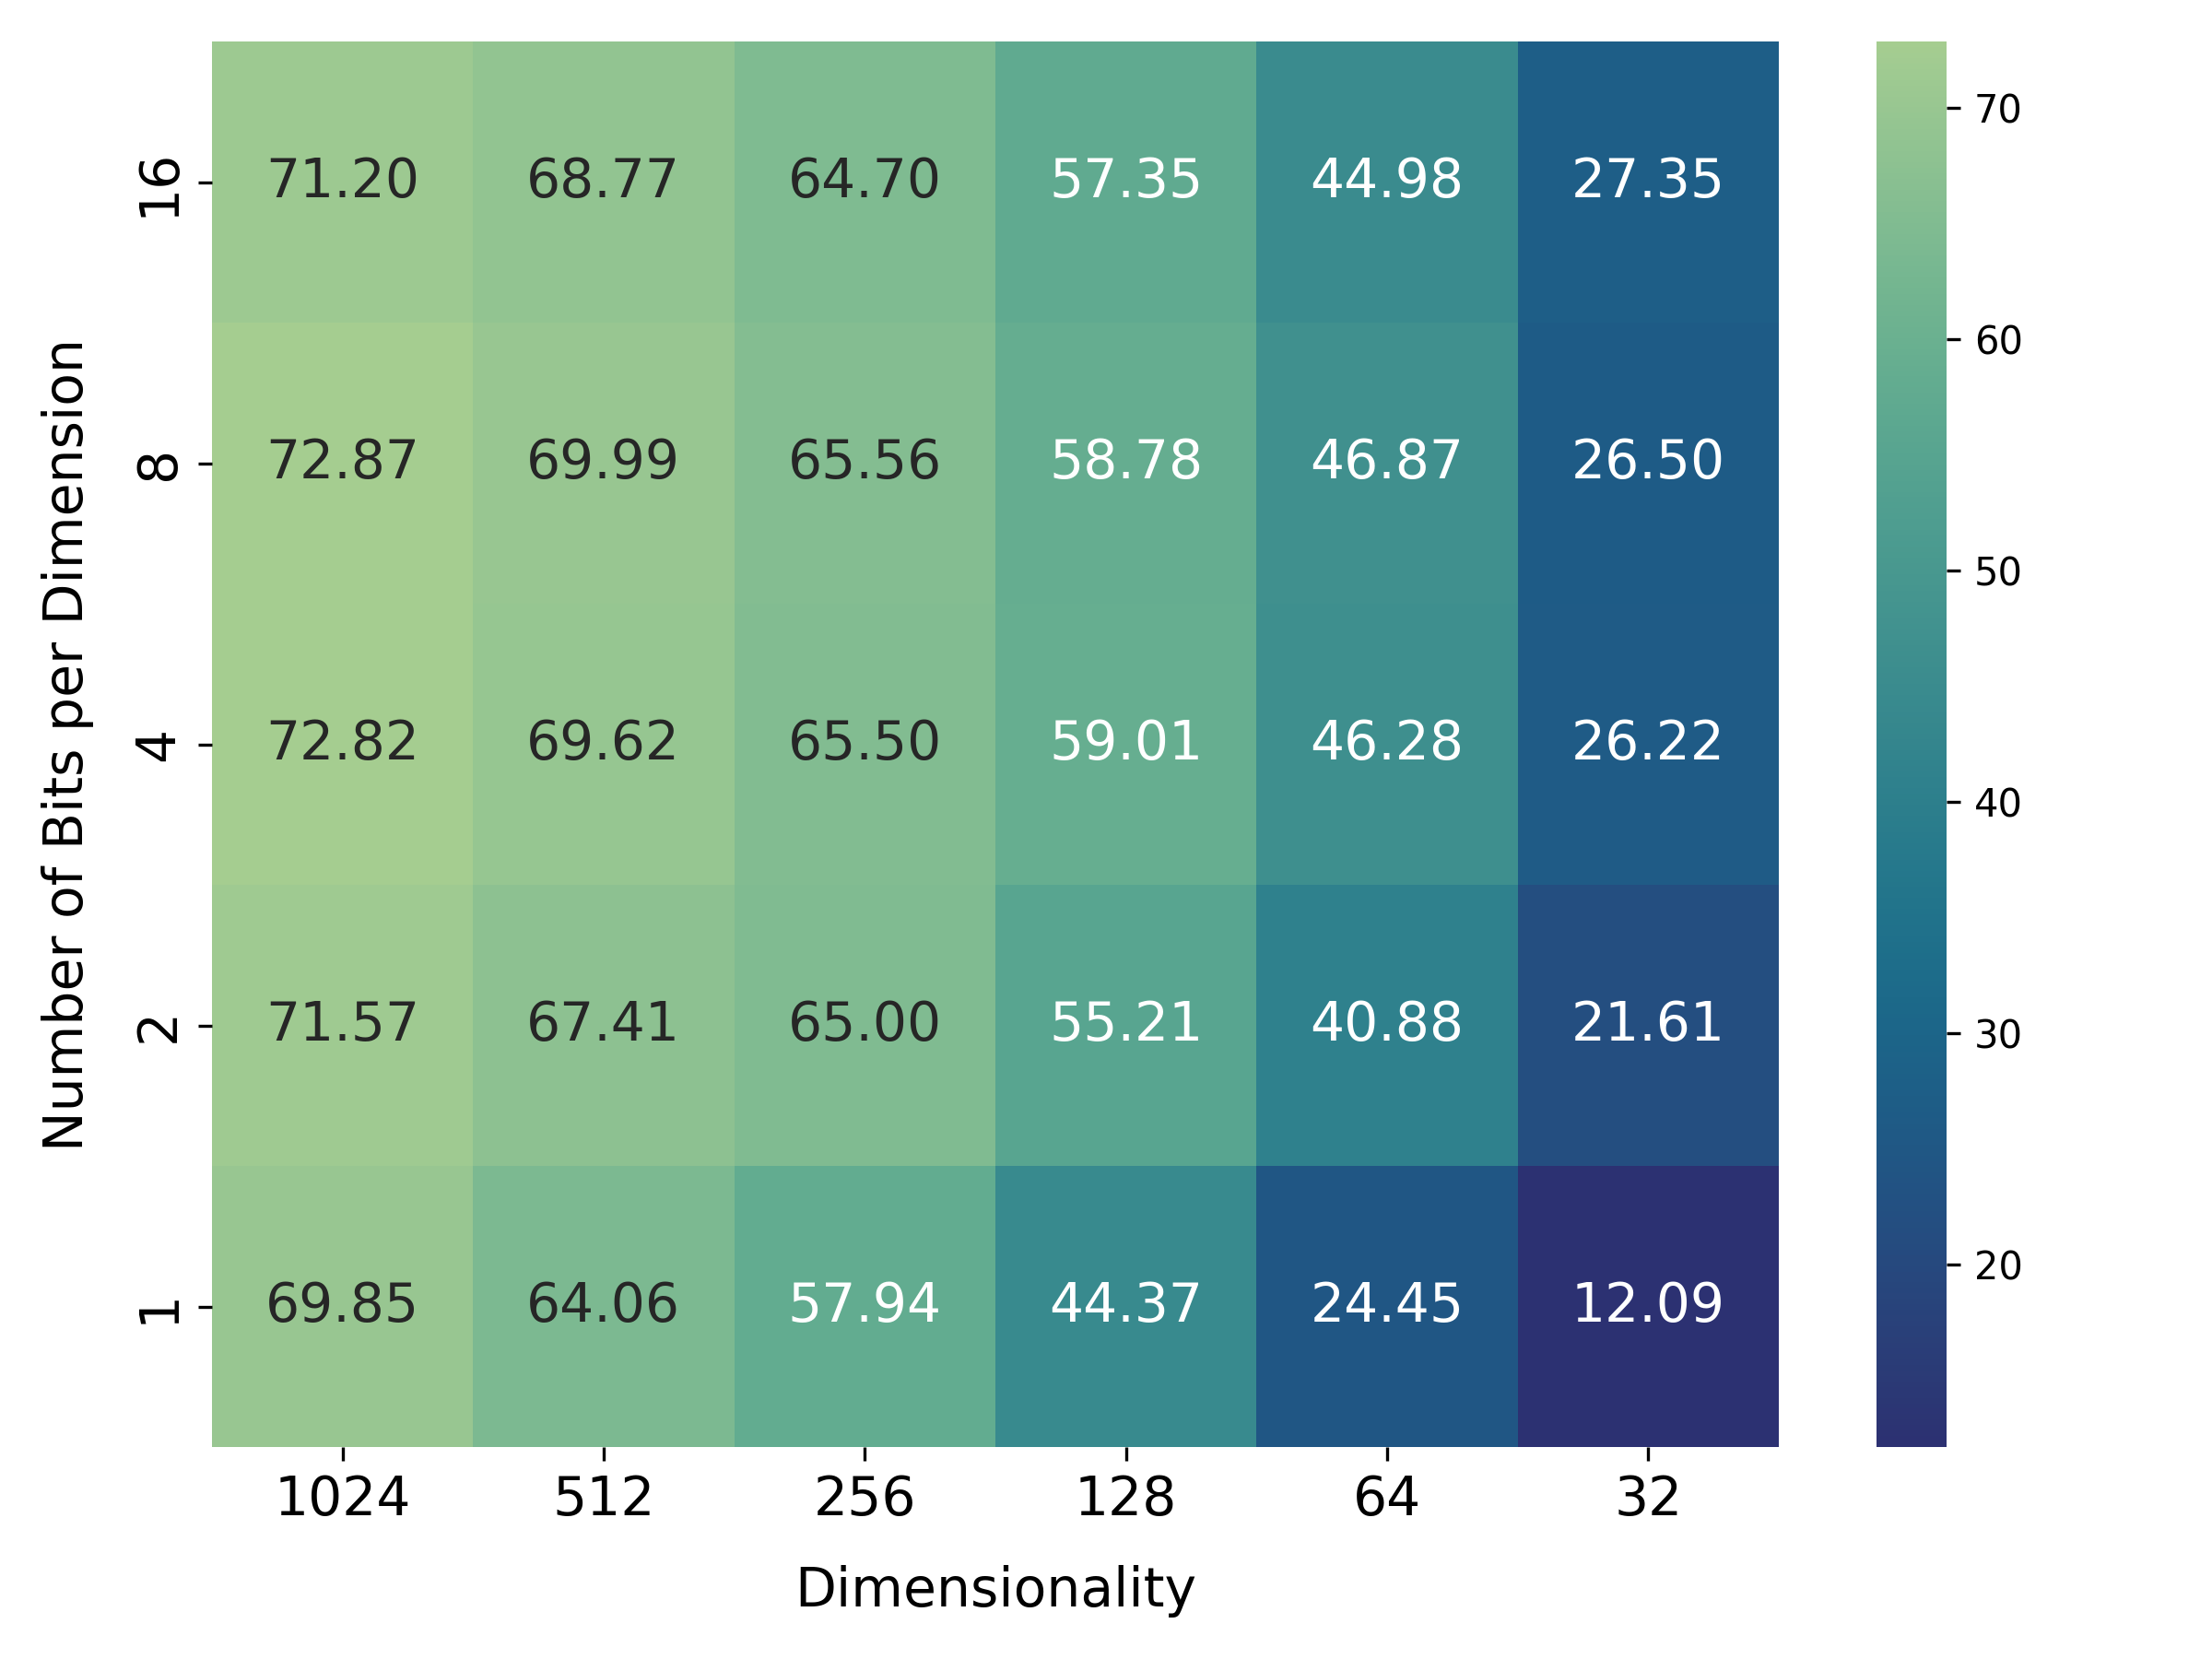 Number of Bits per Dimension
16 71.20 68.77 64.70 57.35 44.98 27.35
8 72.87 69.99 65.56 58.78 46.87 26.50
4 72.82 69.62 65.50 59.01 46.28 26.22
2 71.57 67.41 65.00 55.21 40.88 21.61
1 69.85 64.06 57.94 44.37 24.45 12.09
1024 512 256 128 64 32
Dimensionality
70
60
50
40
30
20